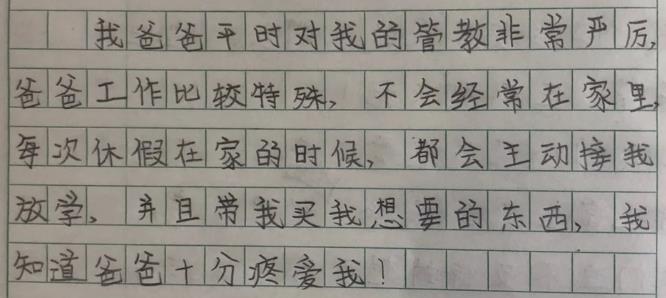 我爸爸平时对我的管教非常严厉,
爸爸工作比较特殊,不会经常在家里,
每次休假在家的时候,都会主动接我
放学,并且带我买我想要的东西,我
知道爸爸十分疼爱我!